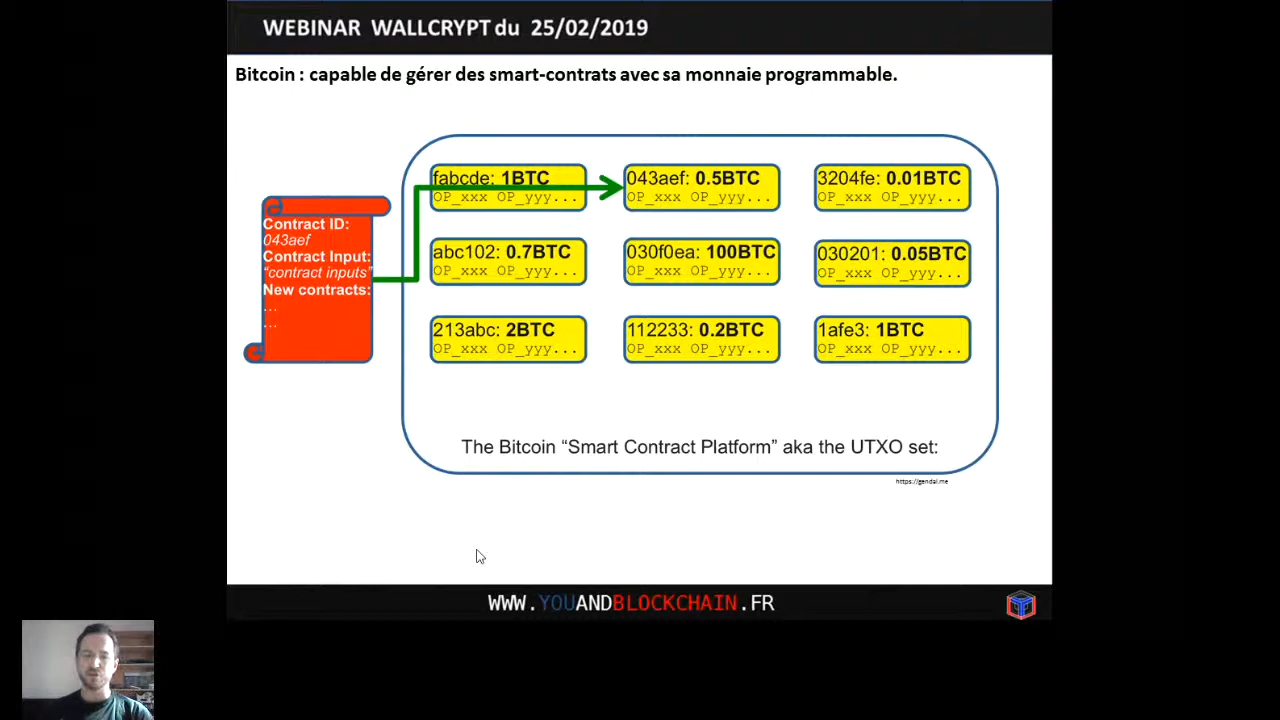 WEBINAR WALLCRYPT du 25/02/2019
Bitcoin : capable de gérer des smart-contrats avec sa monnaie programmable.
fabcde: 1BTC
OP_xxx OP_yyy...
043aef: 0.5BTC
OP_xxx OP_yyy...
3204fe: 0.01BTC
OP_xxx OP_yyy...
Contract ID:
043aef
Contract Input:
“contract inputs”
New contracts:
...
...
abc102: 0.7BTC
OP_xxx OP_yyy...
030f0ea: 100BTC
OP_xxx OP_yyy...
030201: 0.05BTC
OP_xxx OP_yyy...
213abc: 2BTC
OP_xxx OP_yyy...
112233: 0.2BTC
OP_xxx OP_yyy...
1afe3: 1BTC
OP_xxx OP_yyy...
The Bitcoin “Smart Contract Platform” aka the UTXO set:
https://gendal.me
WWW.YOUANDBLOCKCHAIN.FR